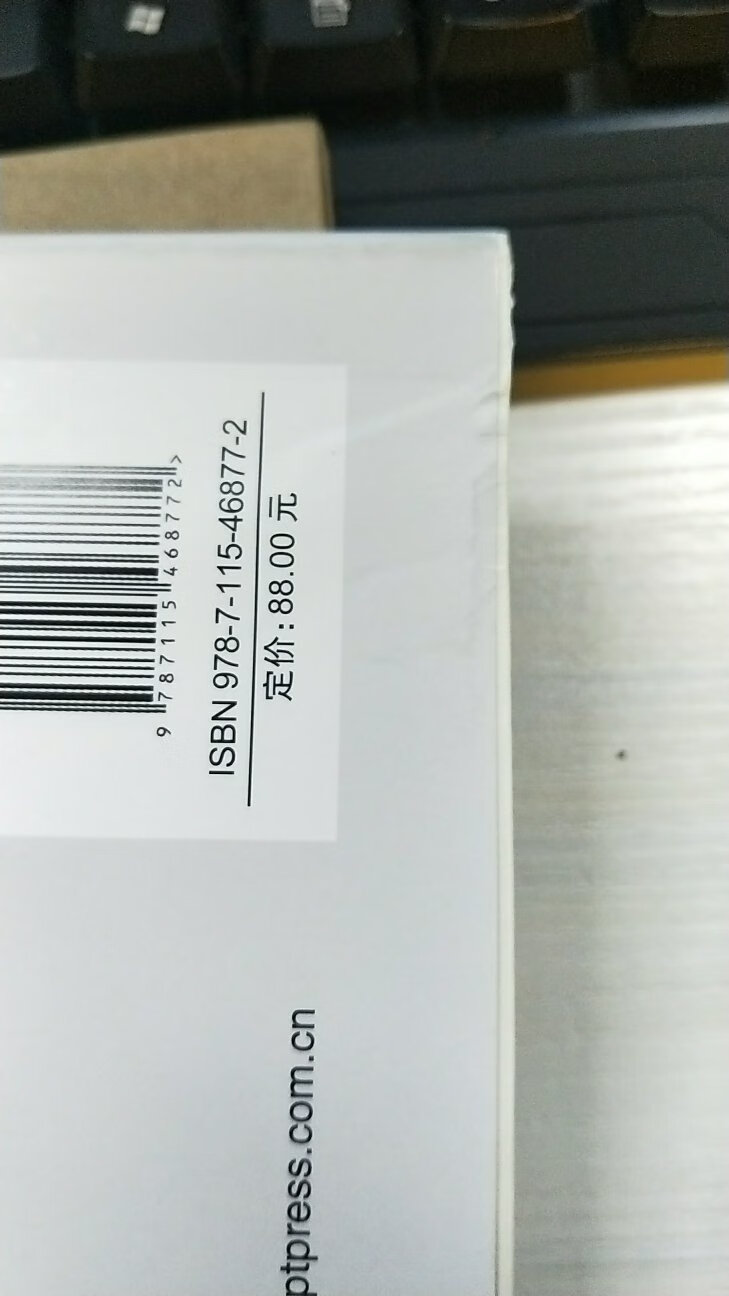 9 787115 468772 >
ISBN 978-7-115-46877-2
定价：88.00 元
ptpress.com.cn